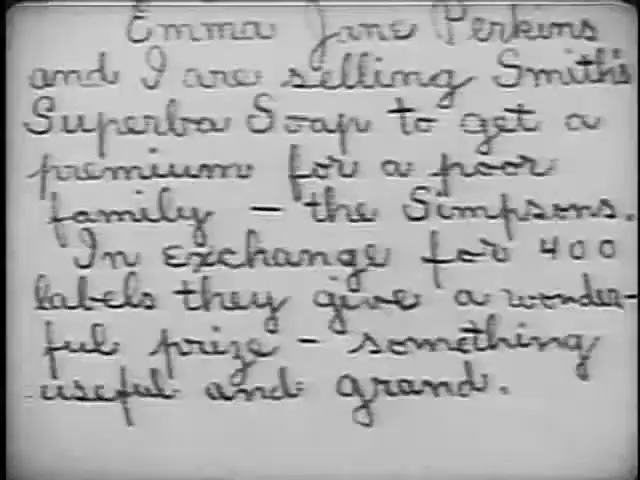 Emma Jane Perkins
and I are selling Smith's
Superba Soap to get a
premium for a poor
family – the Simpsons.
In exchange for 400
labels they give a wonder-
ful prize – something
useful and grand.